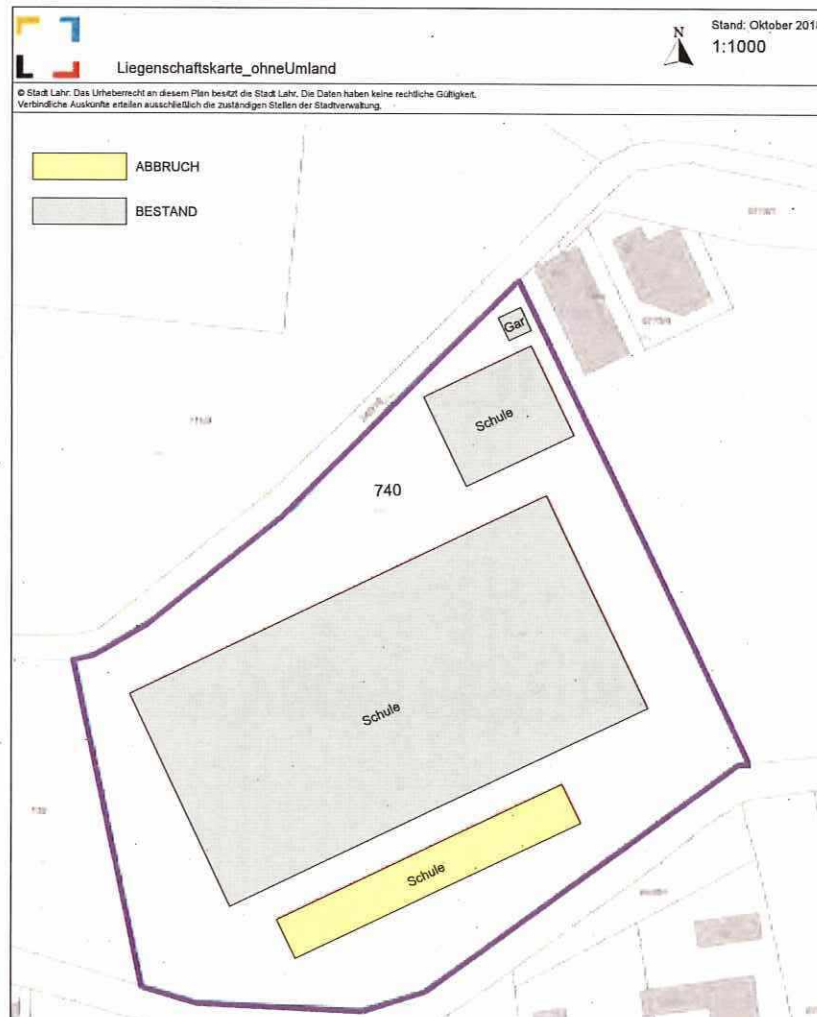 Liegenschaftskarte_ohneUmland
N
Stand: Oktober 2018
1:1000
© Stadt Lahr. Das Urheberrecht an diesem Plan besitzt die Stadt Lahr. Die Daten haben keine rechtliche Gültigkeit.
Verbindliche Auskünfte erteilen ausschließlich die zuständigen Stellen der Stadtverwaltung.
ABBRUCH
BESTAND
Gar
Schule
740
Schule
Schule